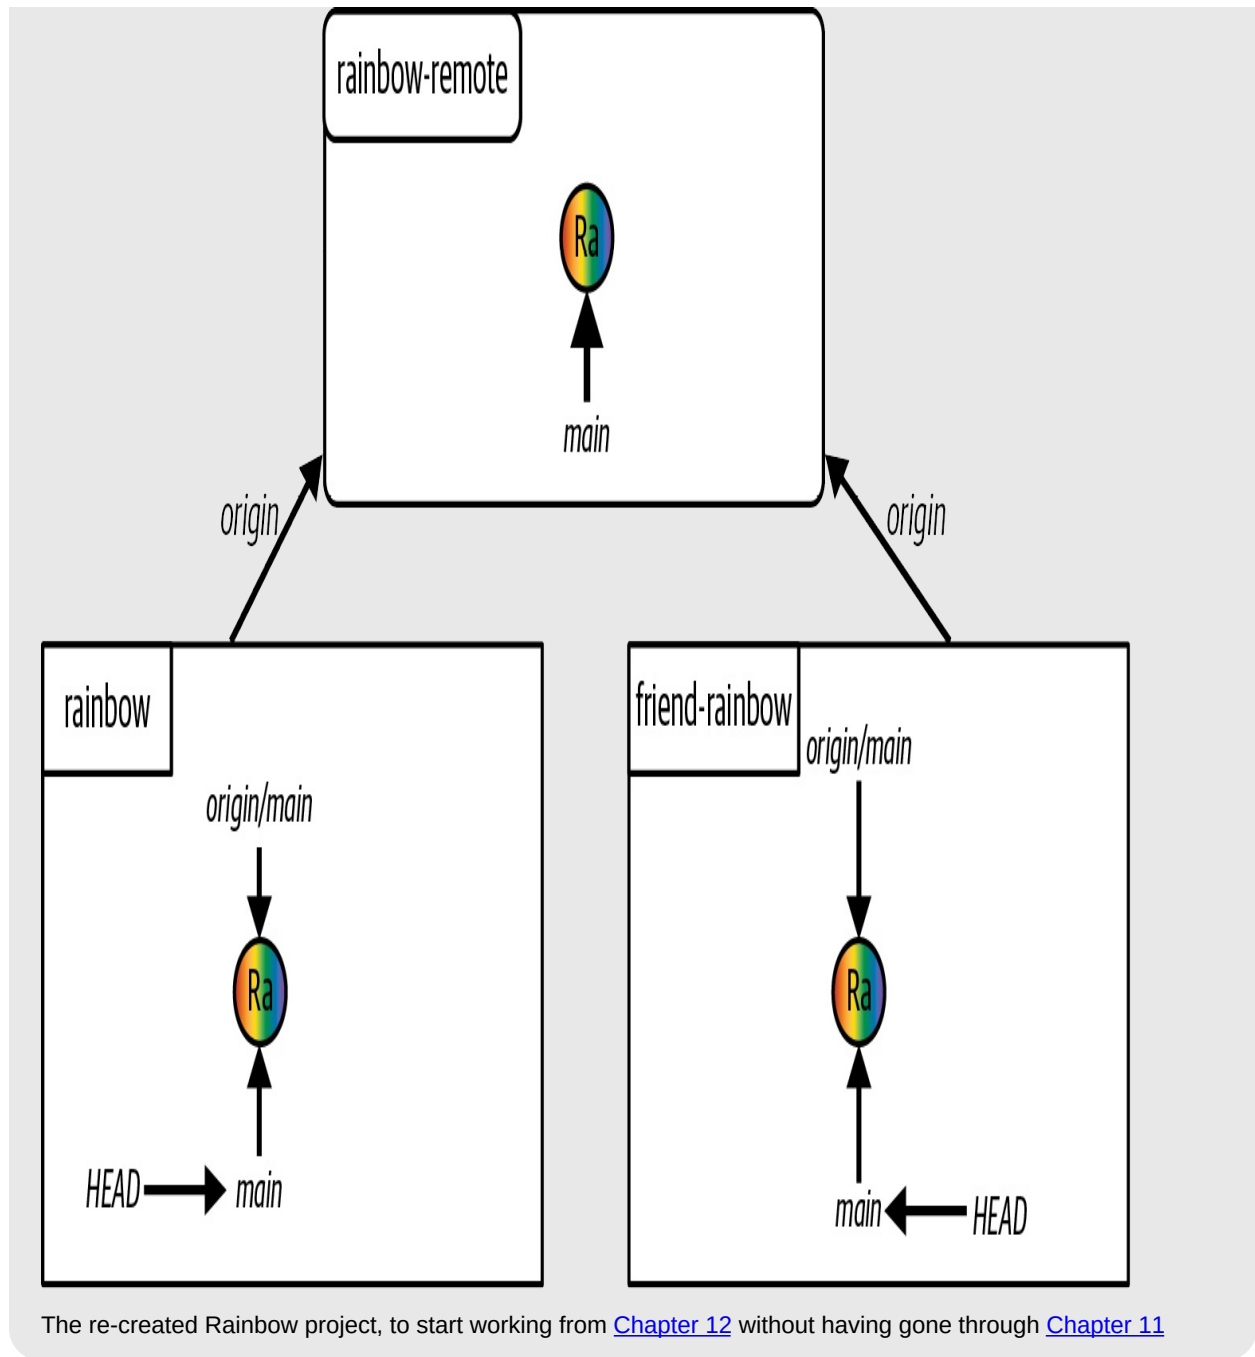 rainbow-remote
Ra
main
origin
origin
rainbow
origin/main
Ra
HEAD
main
friend-rainbow
origin/main
Ra
main
HEAD
The re-created Rainbow project, to start working from Chapter 12 without having gone through Chapter 11